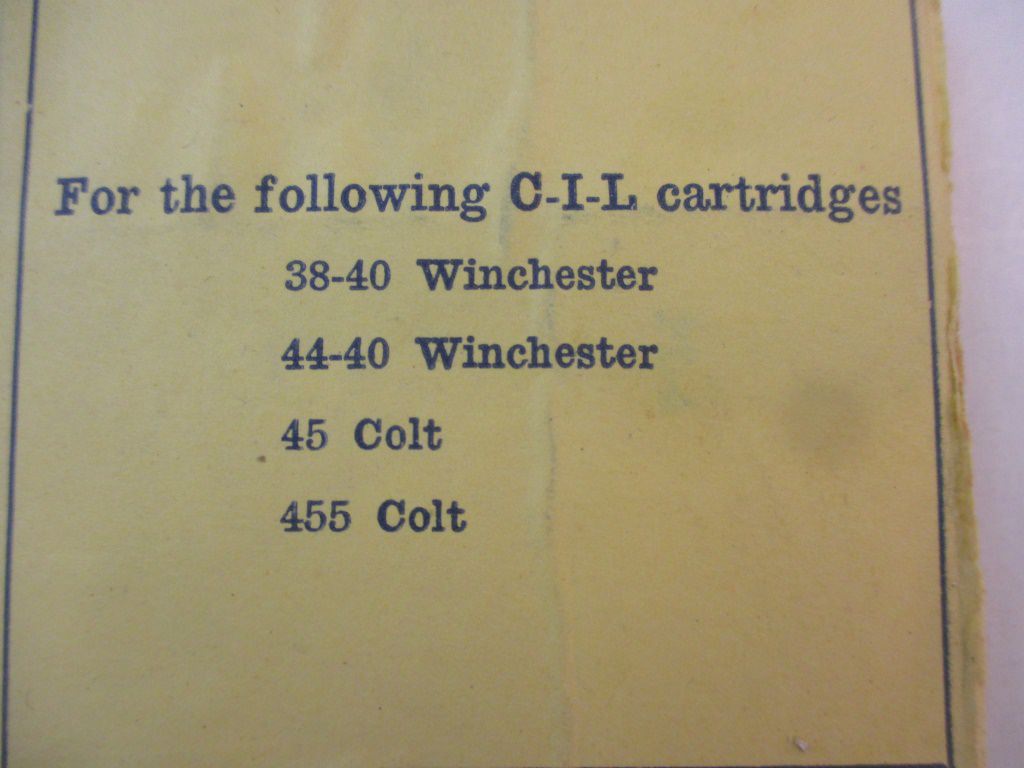 For the following C-I-L cartridges
38-40 Winchester
44-40 Winchester
45 Colt
455 Colt